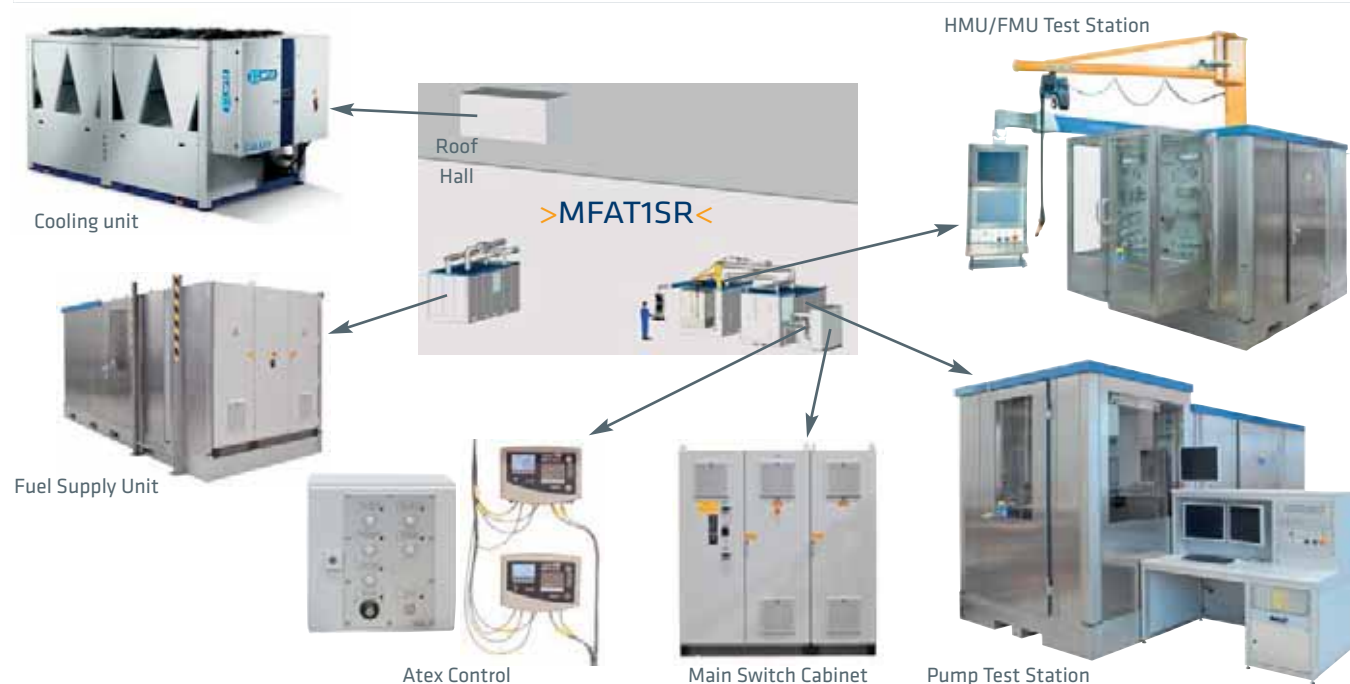 HMU/FMU Test Station
Roof
Hall
>MFAT1SR<
Cooling unit
Fuel Supply Unit
Atex Control
Main Switch Cabinet
Pump Test Station